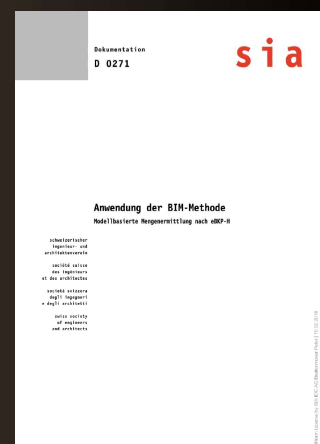 Dokumentation
D 0271
sia
Anwendung der BIM-Methode
Modellbasierte Mengenermittlung nach eBKP-H
schweizerischer
ingenieur- und
architektenverein
société suisse
des ingénieurs
et des architectes
società svizzera
degli ingegneri
e degli architetti
swiss society
of engineers
and architects